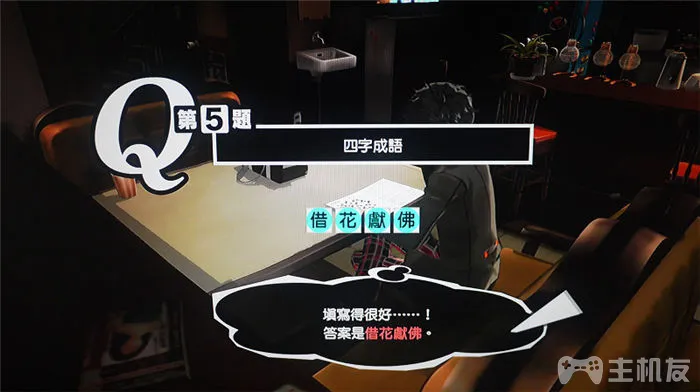 Q
第5題
四字成語
借花獻佛
填寫得很好……！
答案是借花獻佛。
主机友